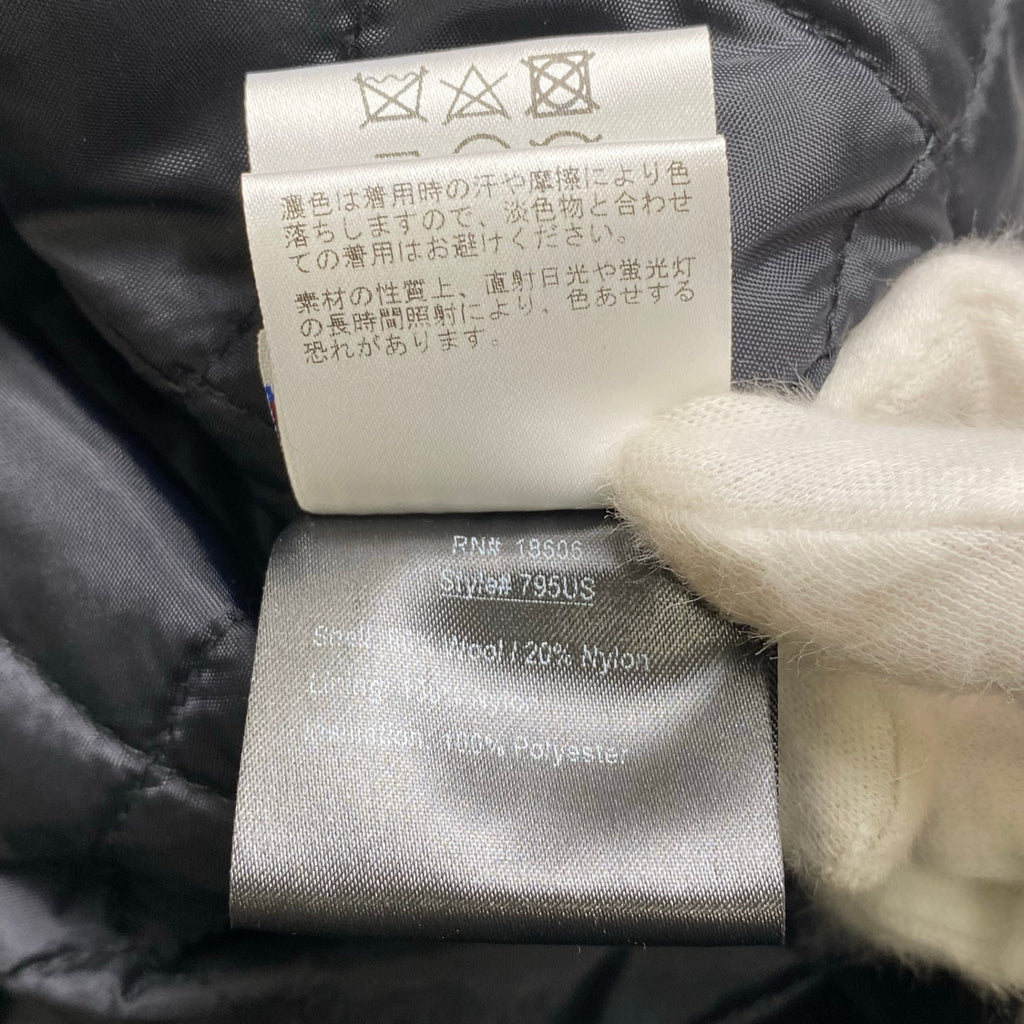 濃色は着用時の汗や摩擦により色
落ちしますので、淡色物と合わせ
ての着用はお避けください。
素材の性質上、直射日光や蛍光灯
の長時間照射により、色あせする
恐れがあります。
RN# 18506
Style# 795US
Shell: Wool / 20% Nylon
Lining: Nylon
Insulation: 100% Polyester